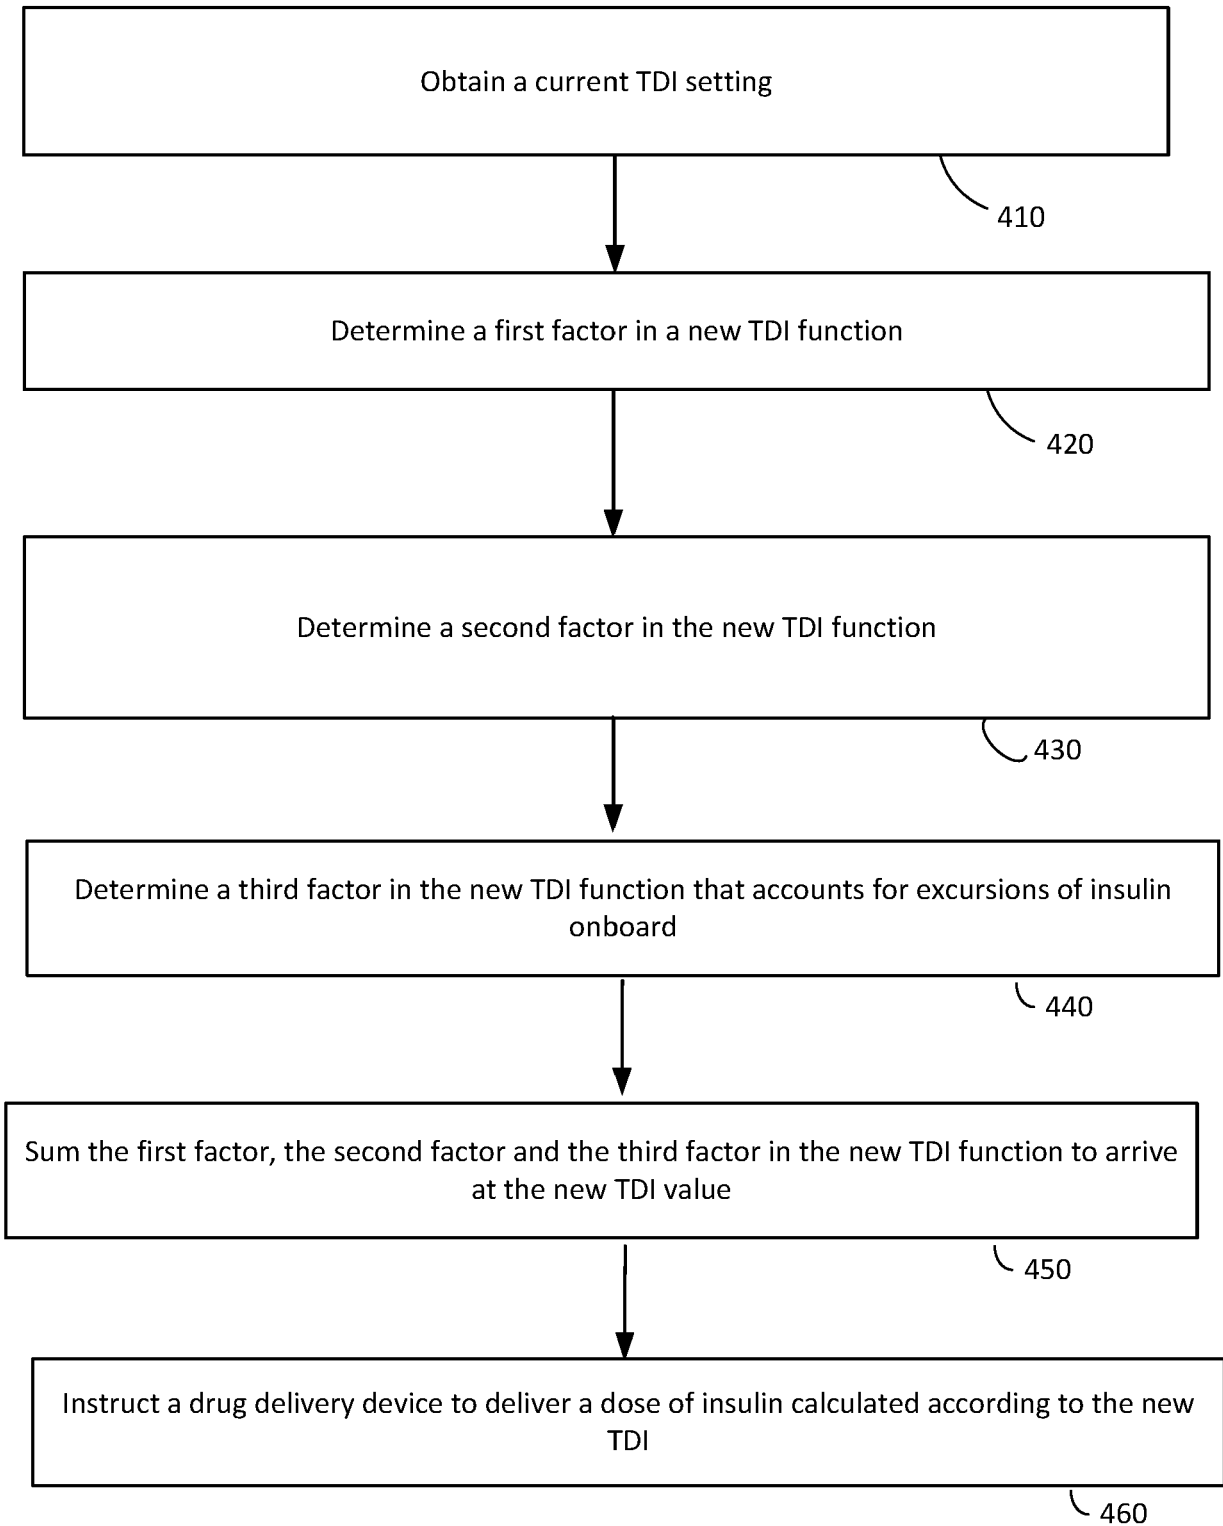 Obtain a current TDI setting
410
Determine a first factor in a new TDI function
420
Determine a second factor in the new TDI function
430
Determine a third factor in the new TDI function that accounts for excursions of insulin
onboard
440
Sum the first factor, the second factor and the third factor in the new TDI function to arrive
at the new TDI value
450
Instruct a drug delivery device to deliver a dose of insulin calculated according to the new
TDI
460